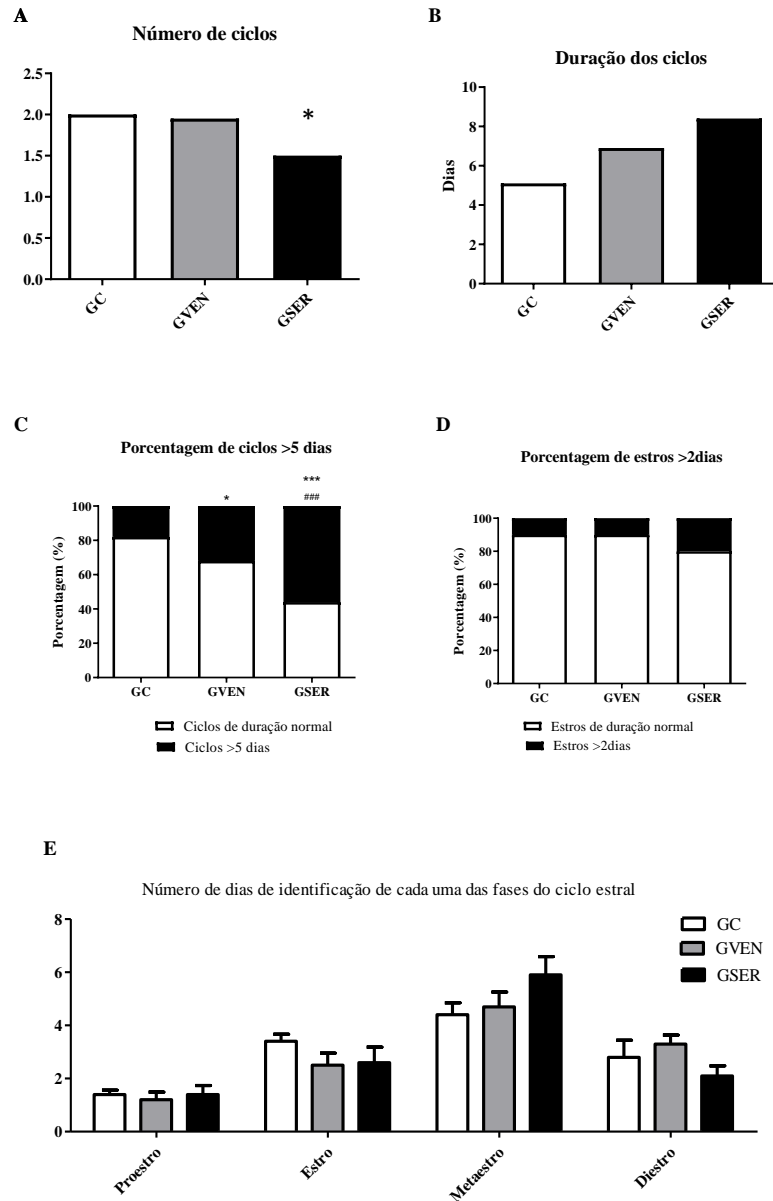 A
Número de ciclos
2.5
2.0
1.5
1.0
0.5
0.0
*
GC
GVEN
GSER
B
Duração dos ciclos
Dias
10
8
6
4
2
0
GC
GVEN
GSER
C
Porcentagem de ciclos >5 dias
Porcentagem (%)
100
80
60
40
20
0
*
***
###
GC GVEN GSER
Ciclos de duração normal
Ciclos >5 dias
D
Porcentagem de estros >2dias
Porcentagem (%)
100
80
60
40
20
0
GC GVEN GSER
Estros de duração normal
Estros >2dias
E
Número de dias de identificação de cada uma das fases do ciclo estral
8
6
4
2
0
GC
GVEN
GSER
Proestro
Estro
Metaestro
Diestro